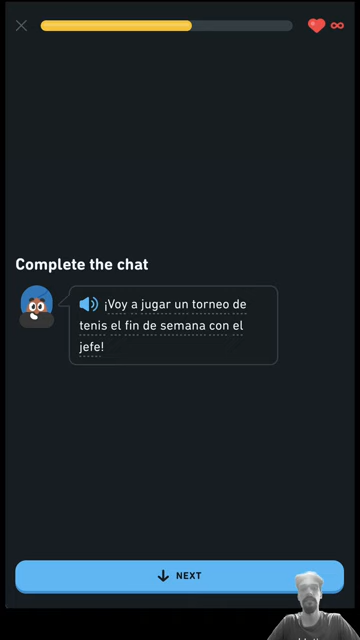 Complete the chat
¡Voy a jugar un torneo de
tenis el fin de semana con el
jefe!
NEXT